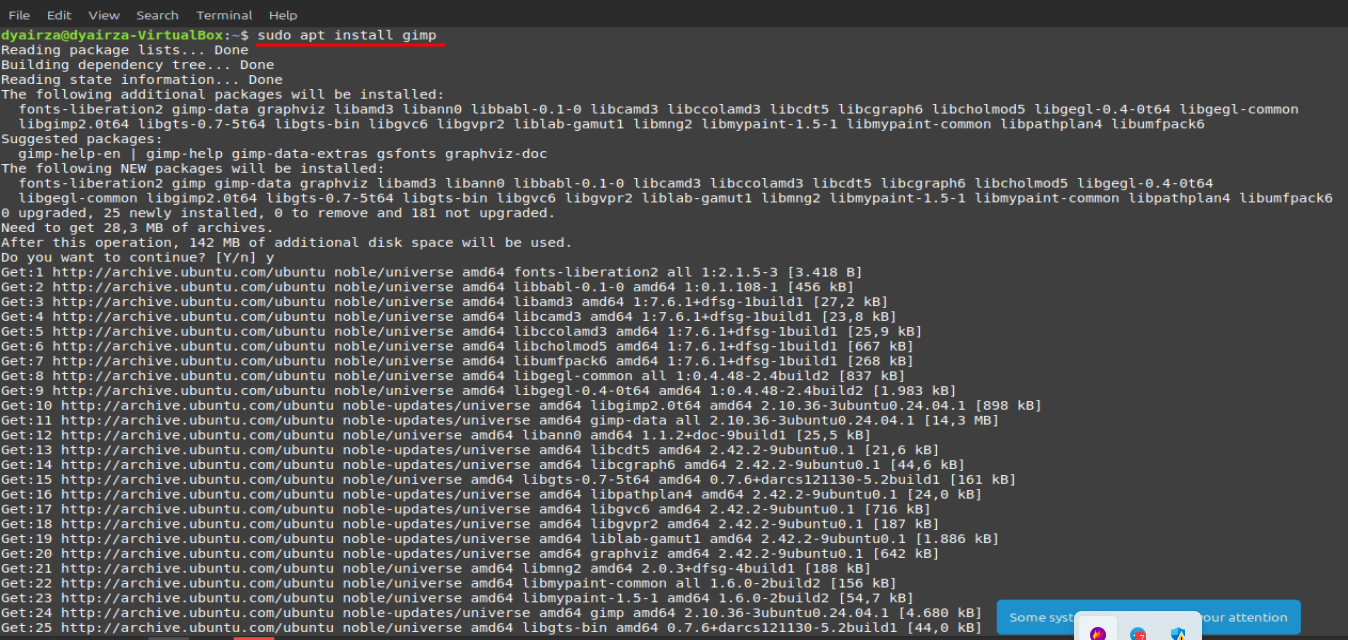 File Edit View Search Terminal Help
dyairza@dyairza-VirtualBox:~$ sudo apt install gimp
Reading package lists... Done
Building dependency tree... Done
Reading state information... Done
The following additional packages will be installed:
  fonts-liberation2 gimp-data graphviz libamd3 libann0 libbabl-0.1-0 libcamd3 libccolamd3 libcdt5 libcgraph6 libcholmod5 libgegl-0.4-0t64 libgegl-common
  libgimp2.0t64 libgts-0.7-5t64 libgts-bin libgvc6 libgvpr2 liblab-gamut1 libmng2 libmypaint-1.5-1 libmypaint-common libpathplan4 libumfpack6
Suggested packages:
  gimp-help-en | gimp-help gimp-data-extras gsfonts graphviz-doc
The following NEW packages will be installed:
  fonts-liberation2 gimp gimp-data graphviz libamd3 libann0 libbabl-0.1-0 libcamd3 libccolamd3 libcdt5 libcgraph6 libcholmod5 libgegl-0.4-0t64
  libgegl-common libgimp2.0t64 libgts-0.7-5t64 libgts-bin libgvc6 libgvpr2 liblab-gamut1 libmng2 libmypaint-1.5-1 libmypaint-common libpathplan4 libumfpack6
0 upgraded, 25 newly installed, 0 to remove and 181 not upgraded.
Need to get 28,3 MB of archives.
After this operation, 142 MB of additional disk space will be used.
Do you want to continue? [Y/n] y
Get:1 http://archive.ubuntu.com/ubuntu noble/universe amd64 fonts-liberation2 all 1:2.1.5-3 [3.418 B]
Get:2 http://archive.ubuntu.com/ubuntu noble/universe amd64 libbabl-0.1-0 amd64 1:0.1.108-1 [456 kB]
Get:3 http://archive.ubuntu.com/ubuntu noble/universe amd64 libamd3 amd64 1:7.6.1+dfsg-1build1 [27,2 kB]
Get:4 http://archive.ubuntu.com/ubuntu noble/universe amd64 libcamd3 amd64 1:7.6.1+dfsg-1build1 [23,8 kB]
Get:5 http://archive.ubuntu.com/ubuntu noble/universe amd64 libccolamd3 amd64 1:7.6.1+dfsg-1build1 [25,9 kB]
Get:6 http://archive.ubuntu.com/ubuntu noble/universe amd64 libcholmod5 amd64 1:7.6.1+dfsg-1build1 [667 kB]
Get:7 http://archive.ubuntu.com/ubuntu noble/universe amd64 libumfpack6 amd64 1:7.6.1+dfsg-1build1 [268 kB]
Get:8 http://archive.ubuntu.com/ubuntu noble/universe amd64 libgegl-common all 1:0.4.48-2.4build2 [837 kB]
Get:9 http://archive.ubuntu.com/ubuntu noble/universe amd64 libgegl-0.4-0t64 amd64 1:0.4.48-2.4build2 [1.983 kB]
Get:10 http://archive.ubuntu.com/ubuntu noble-updates/universe amd64 libgimp2.0t64 amd64 2.10.36-3ubuntu0.24.04.1 [898 kB]
Get:11 http://archive.ubuntu.com/ubuntu noble-updates/universe amd64 gimp-data all 2.10.36-3ubuntu0.24.04.1 [14,3 MB]
Get:12 http://archive.ubuntu.com/ubuntu noble/universe amd64 libann0 amd64 1.1.2+doc-9build1 [25,5 kB]
Get:13 http://archive.ubuntu.com/ubuntu noble-updates/universe amd64 libcdt5 amd64 2.42.2-9ubuntu0.1 [21,6 kB]
Get:14 http://archive.ubuntu.com/ubuntu noble-updates/universe amd64 libcgraph6 amd64 2.42.2-9ubuntu0.1 [44,6 kB]
Get:15 http://archive.ubuntu.com/ubuntu noble/universe amd64 libgts-0.7-5t64 amd64 0.7.6+darcs121130-5.2build1 [161 kB]
Get:16 http://archive.ubuntu.com/ubuntu noble-updates/universe amd64 libpathplan4 amd64 2.42.2-9ubuntu0.1 [24,0 kB]
Get:17 http://archive.ubuntu.com/ubuntu noble-updates/universe amd64 libgvc6 amd64 2.42.2-9ubuntu0.1 [716 kB]
Get:18 http://archive.ubuntu.com/ubuntu noble-updates/universe amd64 libgvpr2 amd64 2.42.2-9ubuntu0.1 [187 kB]
Get:19 http://archive.ubuntu.com/ubuntu noble-updates/universe amd64 liblab-gamut1 amd64 2.42.2-9ubuntu0.1 [1.886 kB]
Get:20 http://archive.ubuntu.com/ubuntu noble-updates/universe amd64 graphviz amd64 2.42.2-9ubuntu0.1 [642 kB]
Get:21 http://archive.ubuntu.com/ubuntu noble/universe amd64 libmng2 amd64 2.0.3+dfsg-4build1 [188 kB]
Get:22 http://archive.ubuntu.com/ubuntu noble/universe amd64 libmypaint-common all 1.6.0-2build2 [156 kB]
Get:23 http://archive.ubuntu.com/ubuntu noble/universe amd64 libmypaint-1.5-1 amd64 1.6.0-2build2 [54,7 kB]
Get:24 http://archive.ubuntu.com/ubuntu noble-updates/universe amd64 gimp amd64 2.10.36-3ubuntu0.24.04.1 [4.680 kB]
Get:25 http://archive.ubuntu.com/ubuntu noble/universe amd64 libgts-bin amd64 0.7.6+darcs121130-5.2build1 [44,0 kB]
Some attention